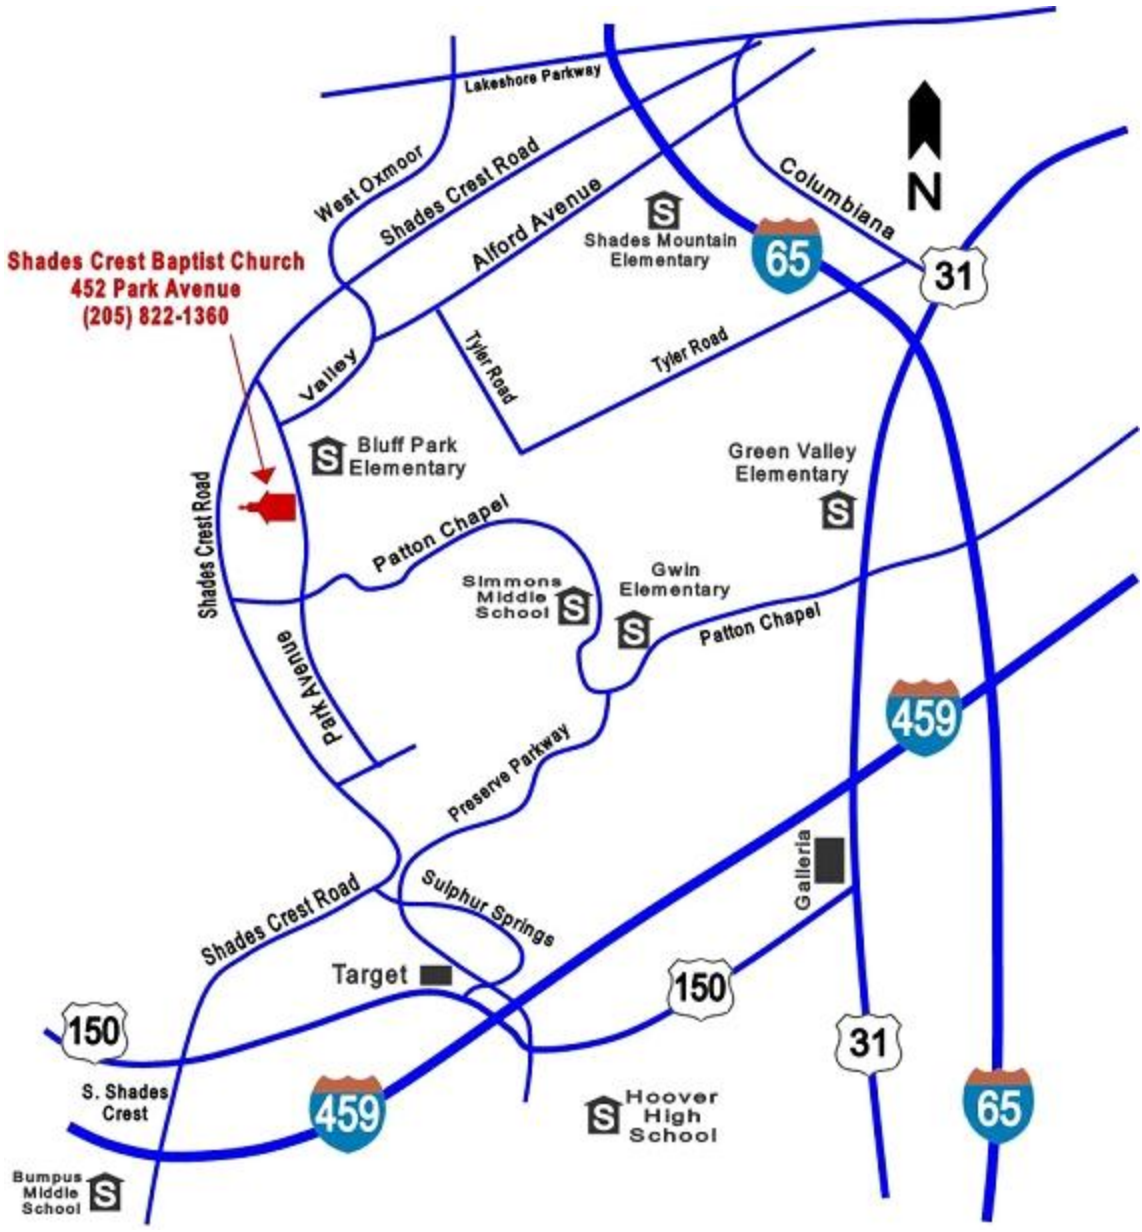 Lakeshore Parkway
West Oxmoor
Shades Crest Road
Alford Avenue
Columbiana
N
Shades Mountain
Elementary
65
31
Shades Crest Baptist Church
452 Park Avenue
(205) 822-1360
Valley
Tyler Road
Tyler Road
Bluff Park
Elementary
S
S
Green Valley
Elementary
S
Shades Crest Road
Patton Chapel
Simmons
Middle
School
S
Gwin
Elementary
S
Patton Chapel
Park Avenue
459
Preserve Parkway
Galleria
Shades Crest Road
Sulphur Springs
Target
150
150
31
S. Shades
Crest
459
S
Hoover
High
School
65
Bumpus
Middle
School
S